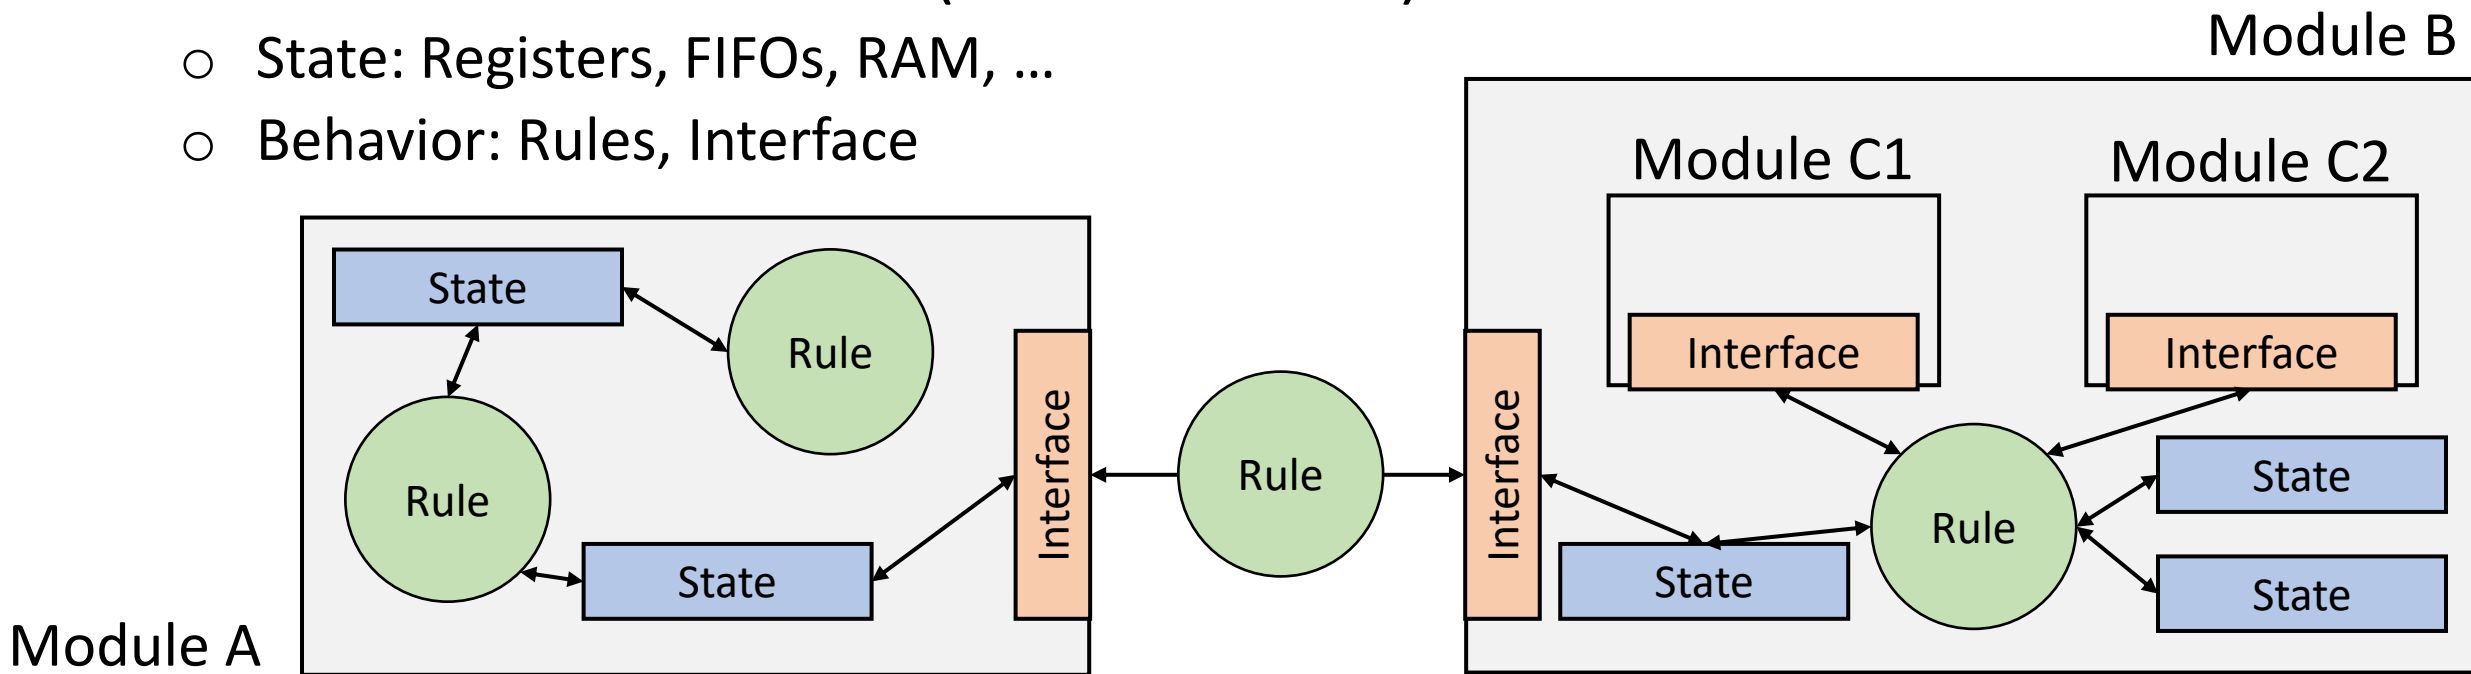 ○ State: Registers, FIFOs, RAM, …
○ Behavior: Rules, Interface
Module B
Module C1
Module C2
Interface
Interface
Interface
State
State
Rule
State
Rule
Interface
State
Rule
Rule
State
Module A